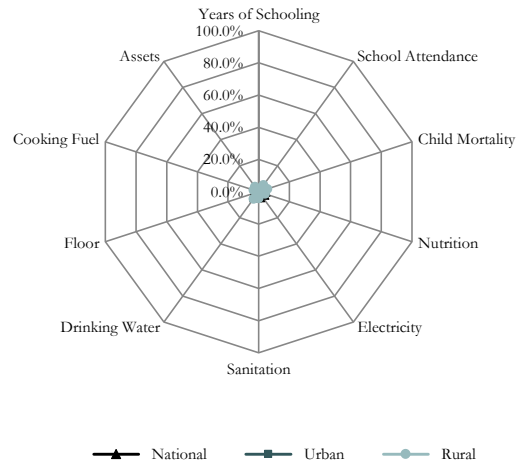 Years of Schooling
100.0%
Assets
School Attendance
80.0%
60.0%
40.0%
Cooking Fuel
Child Mortality
20.0%
0.0%
Floor
Nutrition
Drinking Water
Electricity
Sanitation
National Urban Rural